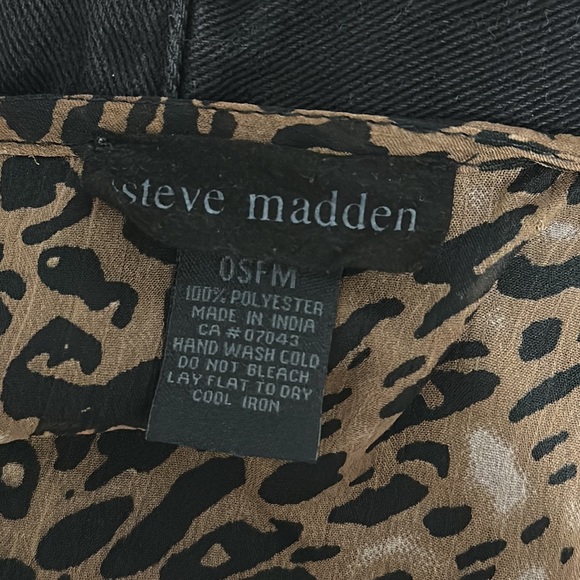 steve madden
OSFM
100% POLYESTER
MADE IN INDIA
CA # 07043
HAND WASH COLD
DO NOT BLEACH
LAY FLAT TO DRY
COOL IRON